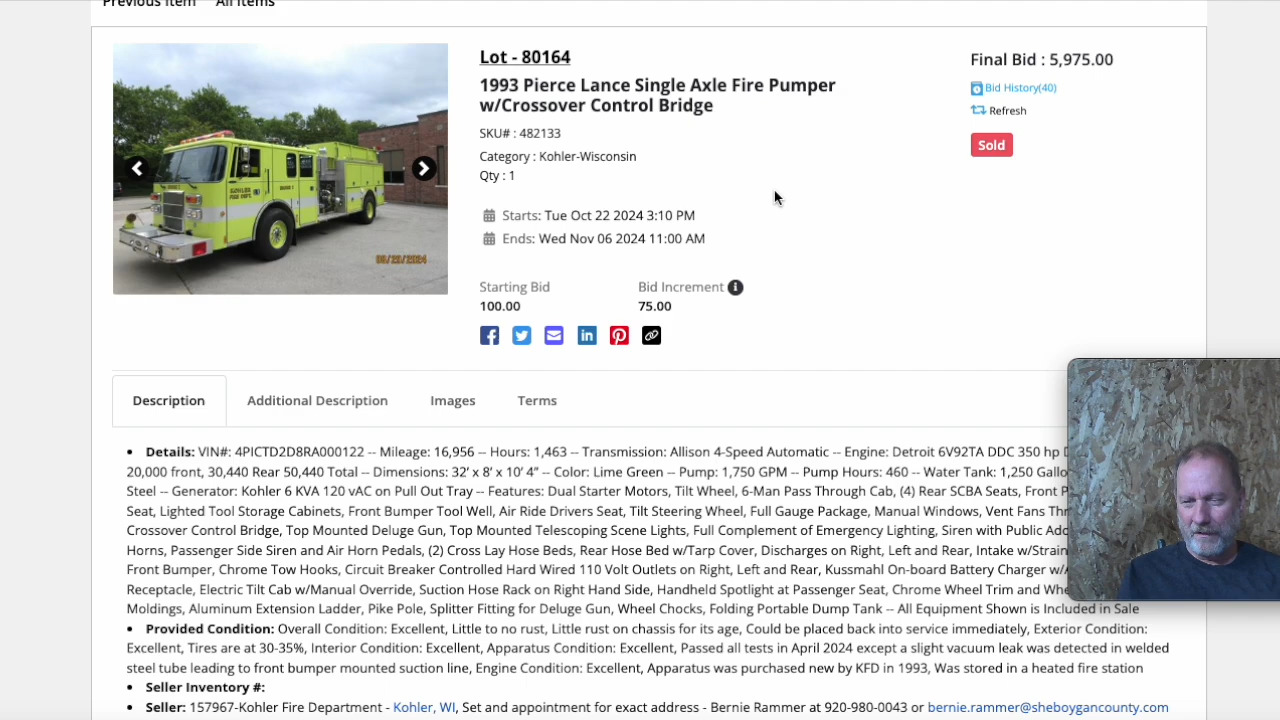 Previous Item All Items
Lot - 80164
1993 Pierce Lance Single Axle Fire Pumper
w/Crossover Control Bridge
SKU# : 482133
Category : Kohler-Wisconsin
Qty : 1
Starts: Tue Oct 22 2024 3:10 PM
Ends: Wed Nov 06 2024 11:00 AM
Starting Bid
100.00
Bid Increment
75.00
Final Bid : 5,975.00
Bid History(40)
Refresh
Sold
KOHLER
FIRE DEPT.
Description Additional Description Images Terms
Details: VIN#: 4PICTD2D8RA000122 -- Mileage: 16,956 -- Hours: 1,463 -- Transmission: Allison 4-Speed Automatic -- Engine: Detroit 6V92TA DDC 350 hp
20,000 front, 30,440 Rear 50,440 Total -- Dimensions: 32' x 8' x 10' 4" -- Color: Lime Green -- Pump: 1,750 GPM -- Pump Hours: 460 -- Water Tank: 1,250 Gallo
Steel -- Generator: Kohler 6 KVA 120 vAC on Pull Out Tray -- Features: Dual Starter Motors, Tilt Wheel, 6-Man Pass Through Cab, (4) Rear SCBA Seats, Front P
Seat, Lighted Tool Storage Cabinets, Front Bumper Tool Well, Air Ride Drivers Seat, Tilt Steering Wheel, Full Gauge Package, Manual Windows, Vent Fans Thr
Crossover Control Bridge, Top Mounted Deluge Gun, Top Mounted Telescoping Scene Lights, Full Complement of Emergency Lighting, Siren with Public Add
Horns, Passenger Side Siren and Air Horn Pedals, (2) Cross Lay Hose Beds, Rear Hose Bed w/Tarp Cover, Discharges on Right, Left and Rear, Intake w/Strain
Front Bumper, Chrome Tow Hooks, Circuit Breaker Controlled Hard Wired 110 Volt Outlets on Right, Left and Rear, Kussmahl On-board Battery Charger w/
Receptacle, Electric Tilt Cab w/Manual Override, Suction Hose Rack on Right Hand Side, Handheld Spotlight at Passenger Seat, Chrome Wheel Trim and Whe
Moldings, Aluminum Extension Ladder, Pike Pole, Splitter Fitting for Deluge Gun, Wheel Chocks, Folding Portable Dump Tank -- All Equipment Shown is Included in Sale
Provided Condition: Overall Condition: Excellent, Little to no rust, Little rust on chassis for its age, Could be placed back into service immediately, Exterior Condition:
Excellent, Tires are at 30-35%, Interior Condition: Excellent, Apparatus Condition: Excellent, Passed all tests in April 2024 except a slight vacuum leak was detected in welded
steel tube leading to front bumper mounted suction line, Engine Condition: Excellent, Apparatus was purchased new by KFD in 1993, Was stored in a heated fire station
Seller Inventory #:
Seller: 157967-Kohler Fire Department - Kohler, WI, Set and appointment for exact address - Bernie Rammer at 920-980-0043 or bernie.rammer@sheboygancounty.com